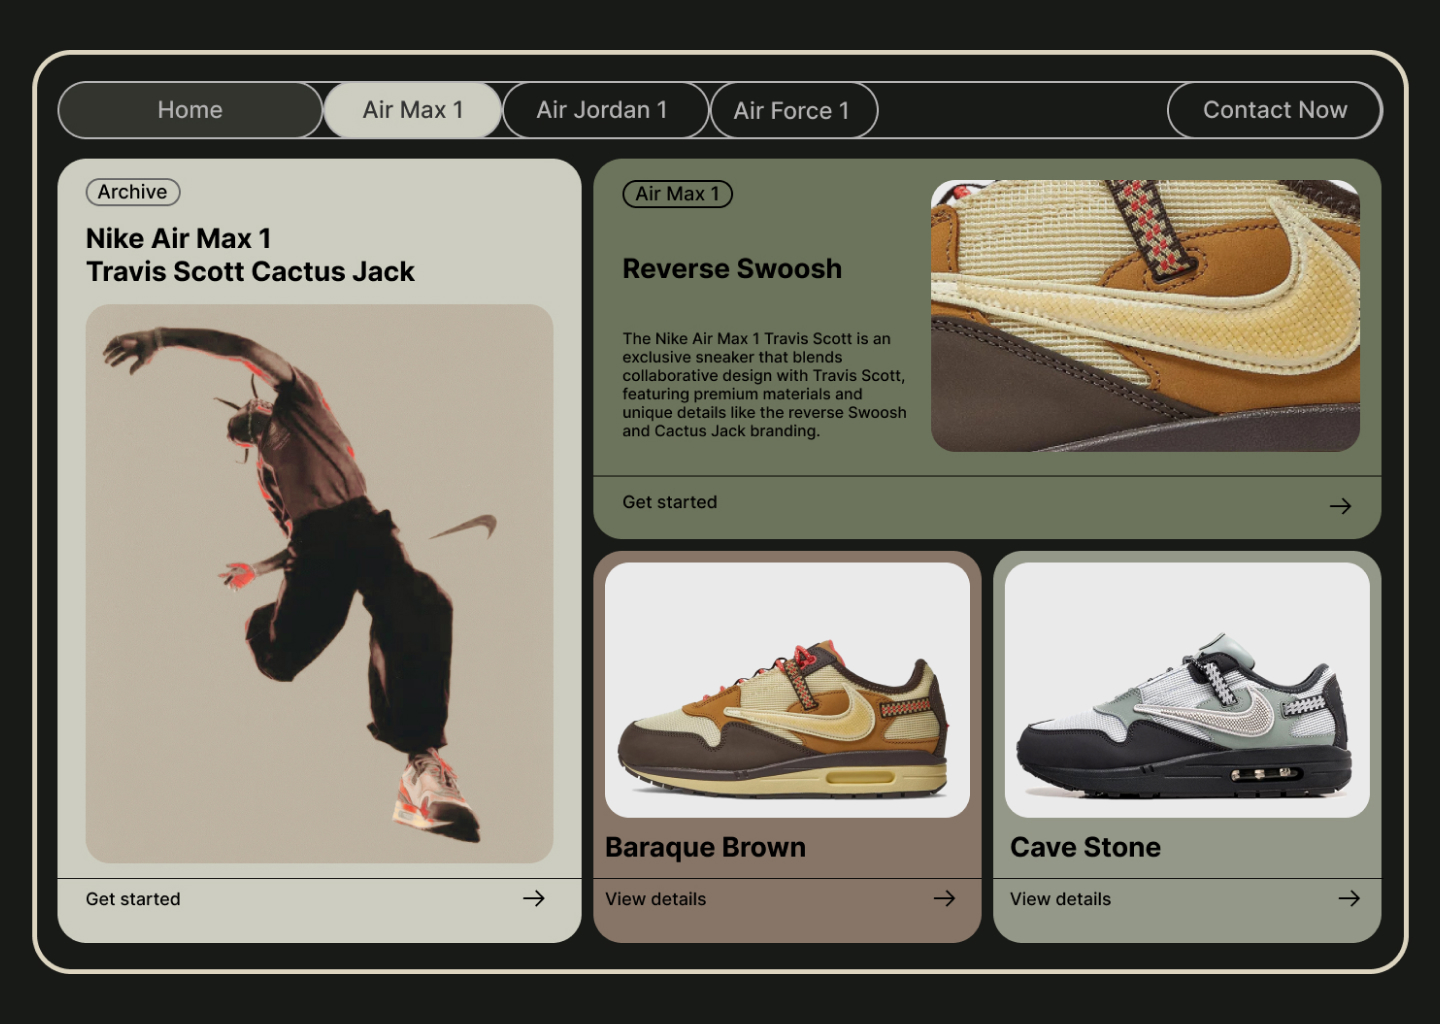 Home
Air Max 1
Air Jordan 1
Air Force 1
Contact Now
Archive
Nike Air Max 1
Travis Scott Cactus Jack
Get started
Air Max 1
Reverse Swoosh
The Nike Air Max 1 Travis Scott is an
exclusive sneaker that blends
collaborative design with Travis Scott,
featuring premium materials and
unique details like the reverse Swoosh
and Cactus Jack branding.
Get started
Baraque Brown
View details
Cave Stone
View details